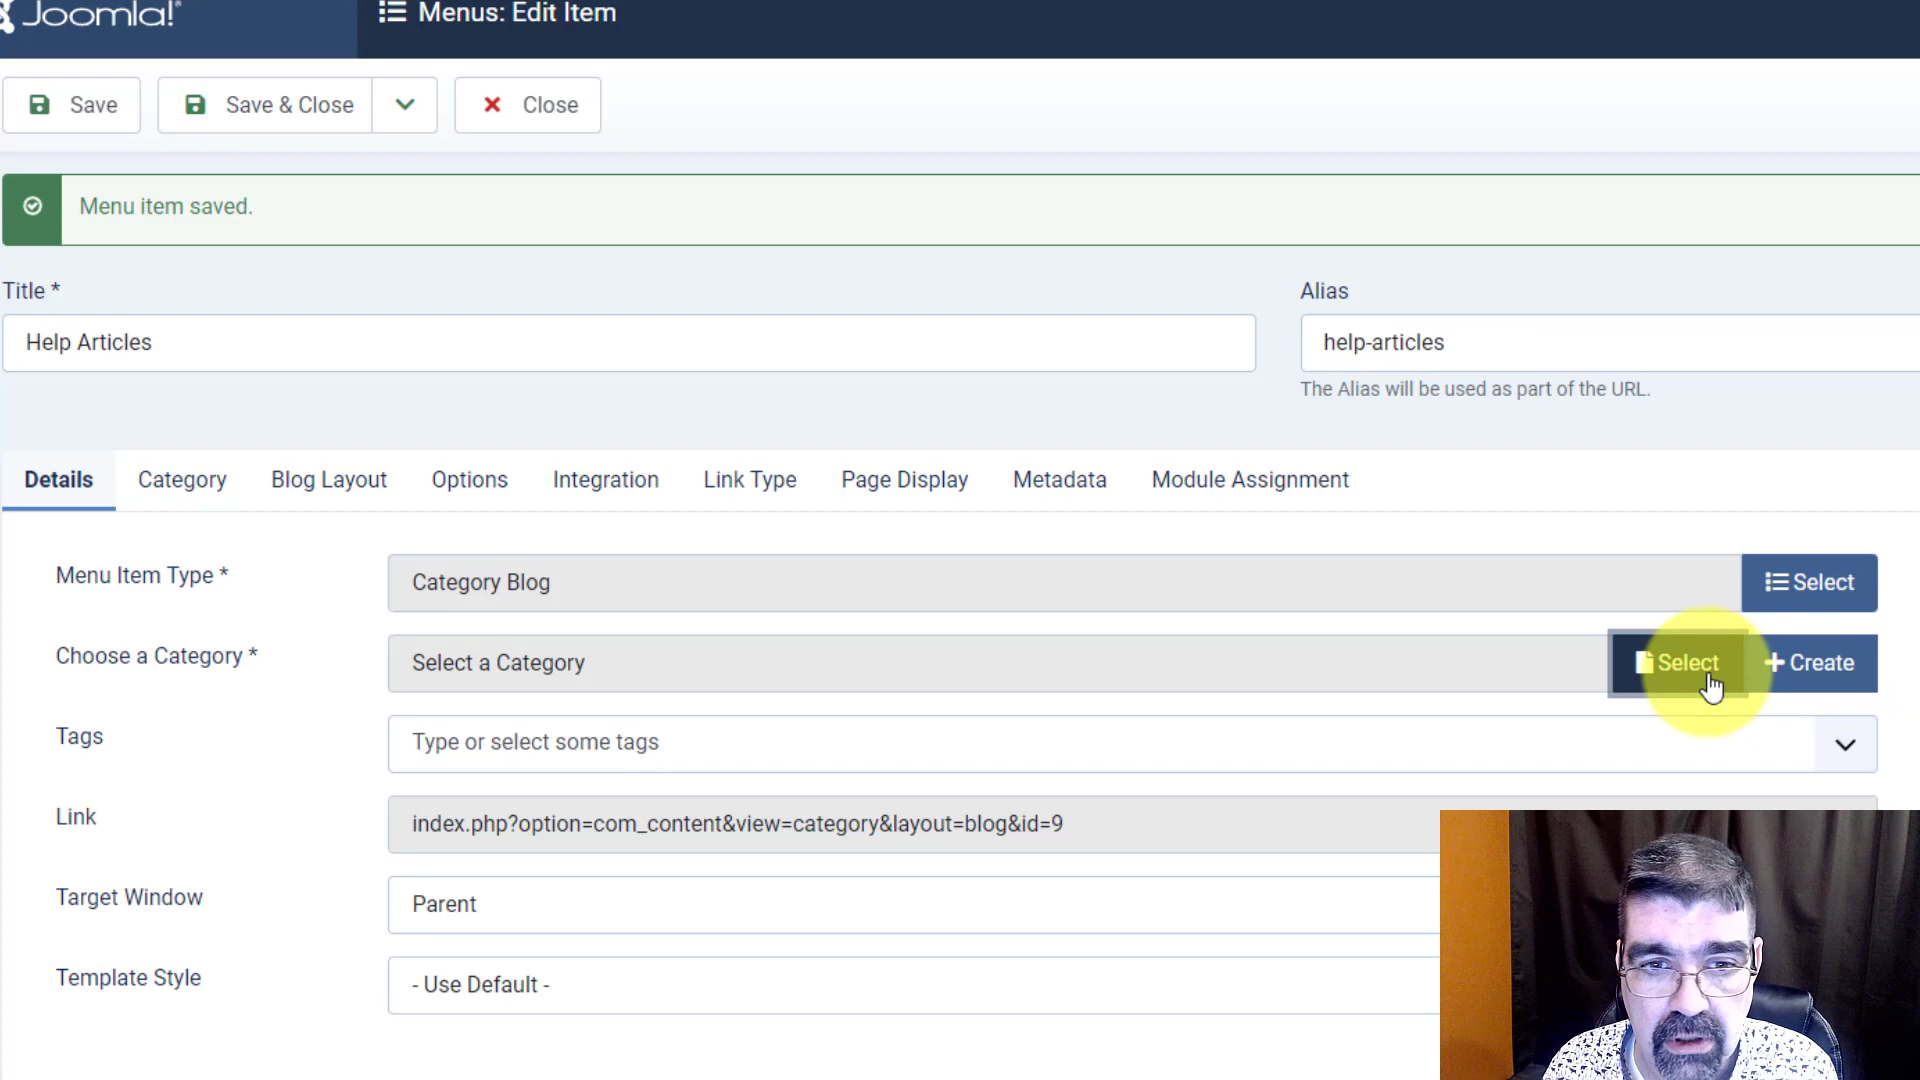 Joomla!®
Menus: Edit Item
Save
Save & Close
Close
Menu item saved.
Title *
Alias
Help Articles
help-articles
The Alias will be used as part of the URL.
Details
Category
Blog Layout
Options
Integration
Link Type
Page Display
Metadata
Module Assignment
Menu Item Type *
Category Blog
Select
Choose a Category *
Select a Category
Select
Create
Tags
Type or select some tags
Link
index.php?option=com_content&view=category&layout=blog&id=9
Target Window
Parent
Template Style
- Use Default -